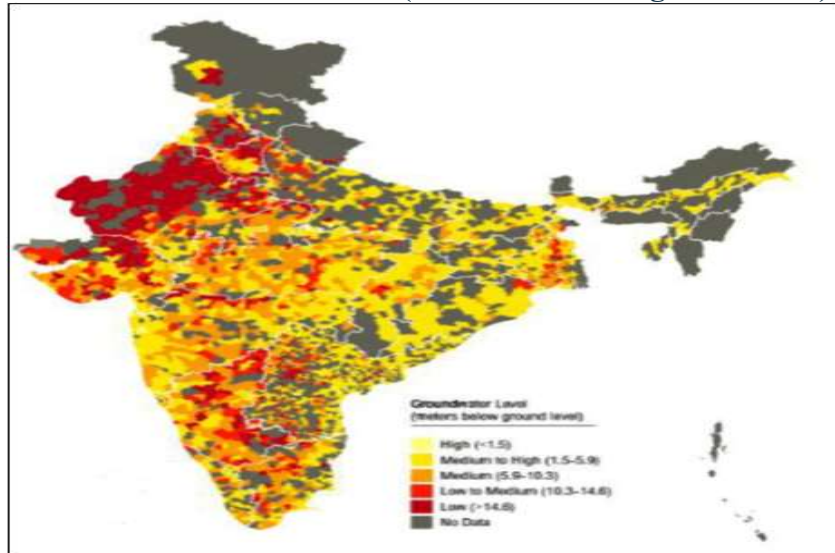 Groundwater Level
(meters below ground level)
High (<1.5)
Medium to High (1.5-5.9)
Medium (5.9-10.3)
Low to Medium (10.3-14.6)
Low (>14.6)
No Data